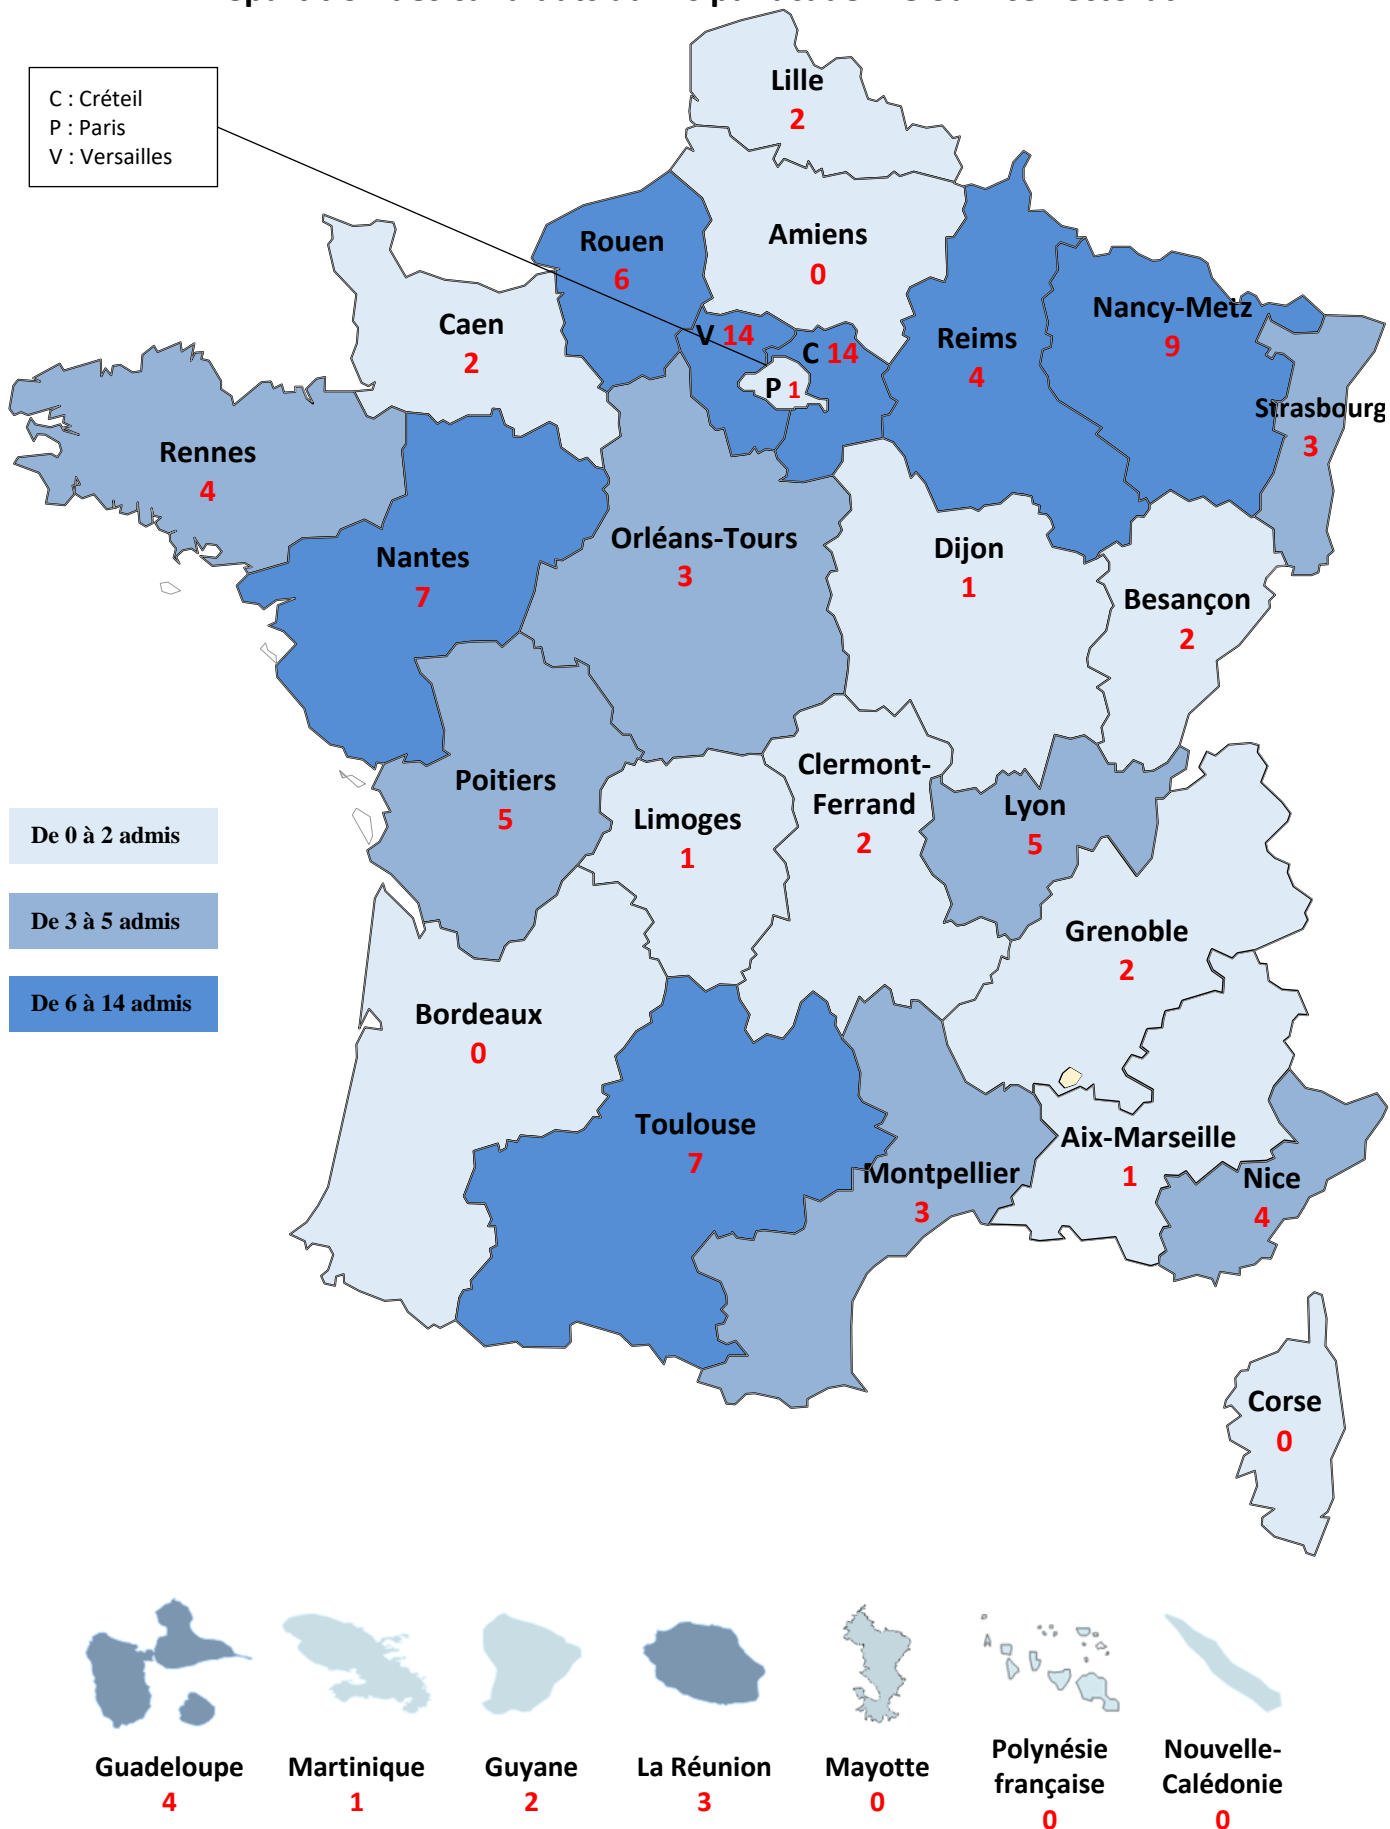 C : Créteil
P : Paris
V : Versailles
Lille
2
Amiens
0
Rouen
6
Caen
2
V 14
C 14
P 1
Reims
4
Nancy-Metz
9
Strasbourg
3
Rennes
4
Nantes
7
Orléans-Tours
3
Dijon
1
Besançon
2
Poitiers
5
Limoges
1
Clermont-
Ferrand
2
Lyon
5
Grenoble
2
De 0 à 2 admis
De 3 à 5 admis
De 6 à 14 admis
Bordeaux
0
Toulouse
7
Montpellier
3
Aix-Marseille
1
Nice
4
Corse
0
Guadeloupe
4
Martinique
1
Guyane
2
La Réunion
3
Mayotte
0
Polynésie
française
0
Nouvelle-
Calédonie
0